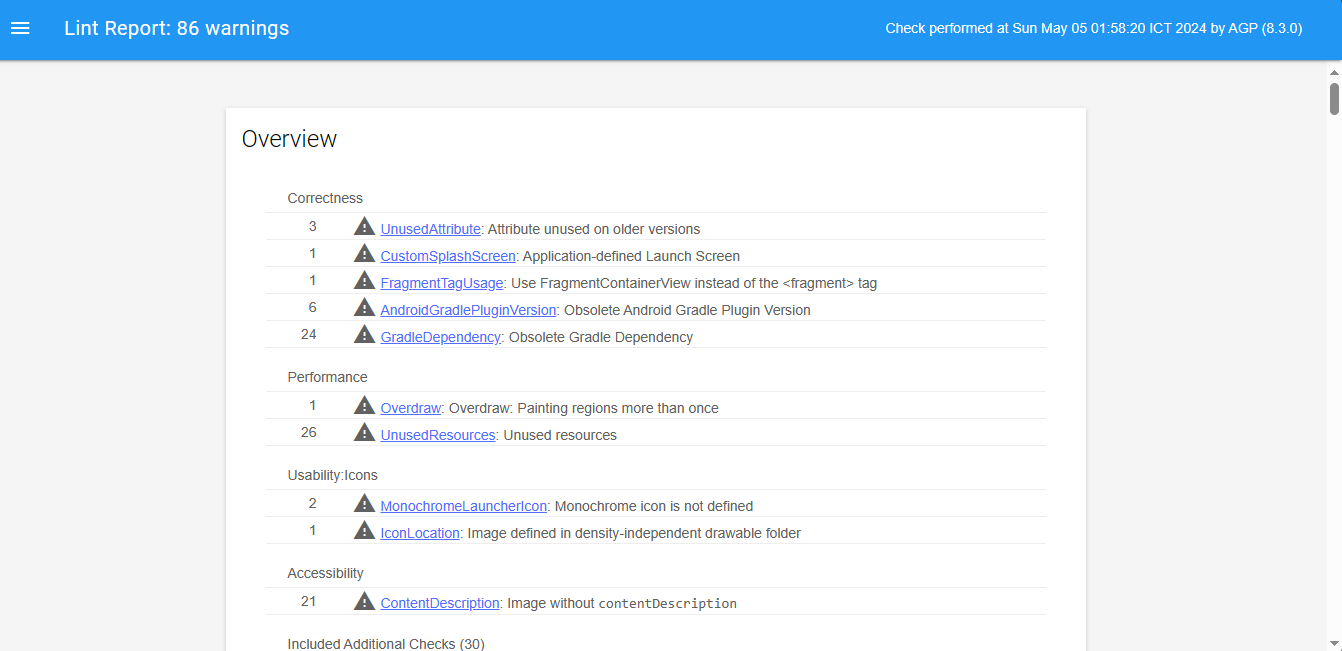 Lint Report: 86 warnings
Check performed at Sun May 05 01:58:20 ICT 2024 by AGP (8.3.0)
Overview
Correctness
3 UnusedAttribute: Attribute unused on older versions
1 CustomSplashScreen: Application-defined Launch Screen
1 FragmentTagUsage: Use FragmentContainerView instead of the <fragment> tag
6 AndroidGradlePluginVersion: Obsolete Android Gradle Plugin Version
24 GradleDependency: Obsolete Gradle Dependency
Performance
1 Overdraw: Overdraw: Painting regions more than once
26 UnusedResources: Unused resources
Usability:Icons
2 MonochromeLauncherIcon: Monochrome icon is not defined
1 IconLocation: Image defined in density-independent drawable folder
Accessibility
21 ContentDescription: Image without contentDescription
Included Additional Checks (30)